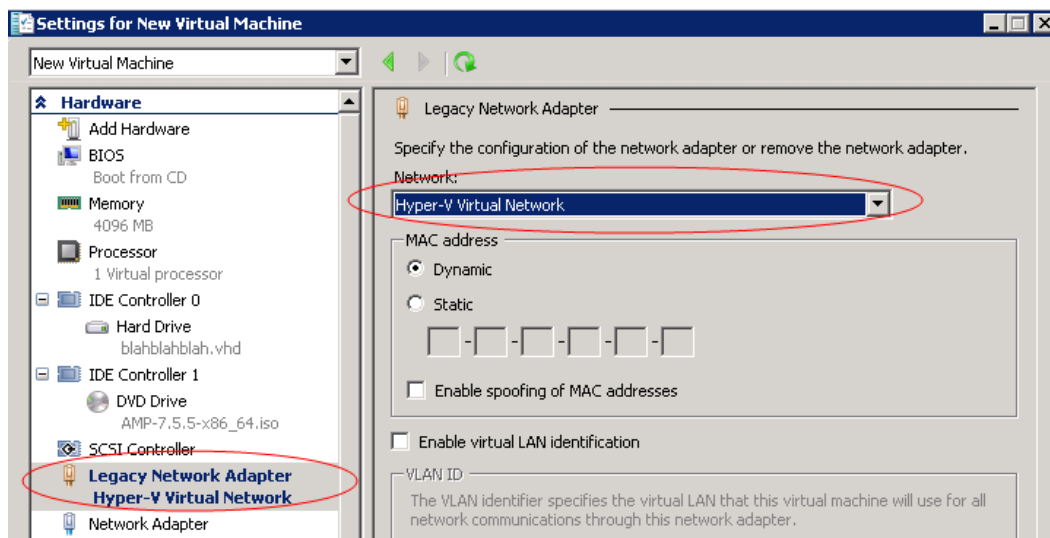 Settings for New Virtual Machine
New Virtual Machine
Hardware
Add Hardware
BIOS
Boot from CD
Memory
4096 MB
Processor
1 Virtual processor
IDE Controller 0
Hard Drive
blahblahblah.vhd
IDE Controller 1
DVD Drive
AMP-7.5.5-x86_64.iso
SCSI Controller
Legacy Network Adapter
Hyper-V Virtual Network
Network Adapter
Legacy Network Adapter
Specify the configuration of the network adapter or remove the network adapter.
Network:
Hyper-V Virtual Network
MAC address
Dynamic
Static
- - - - -
Enable spoofing of MAC addresses
Enable virtual LAN identification
VLAN ID
The VLAN identifier specifies the virtual LAN that this virtual machine will use for all
network communications through this network adapter.